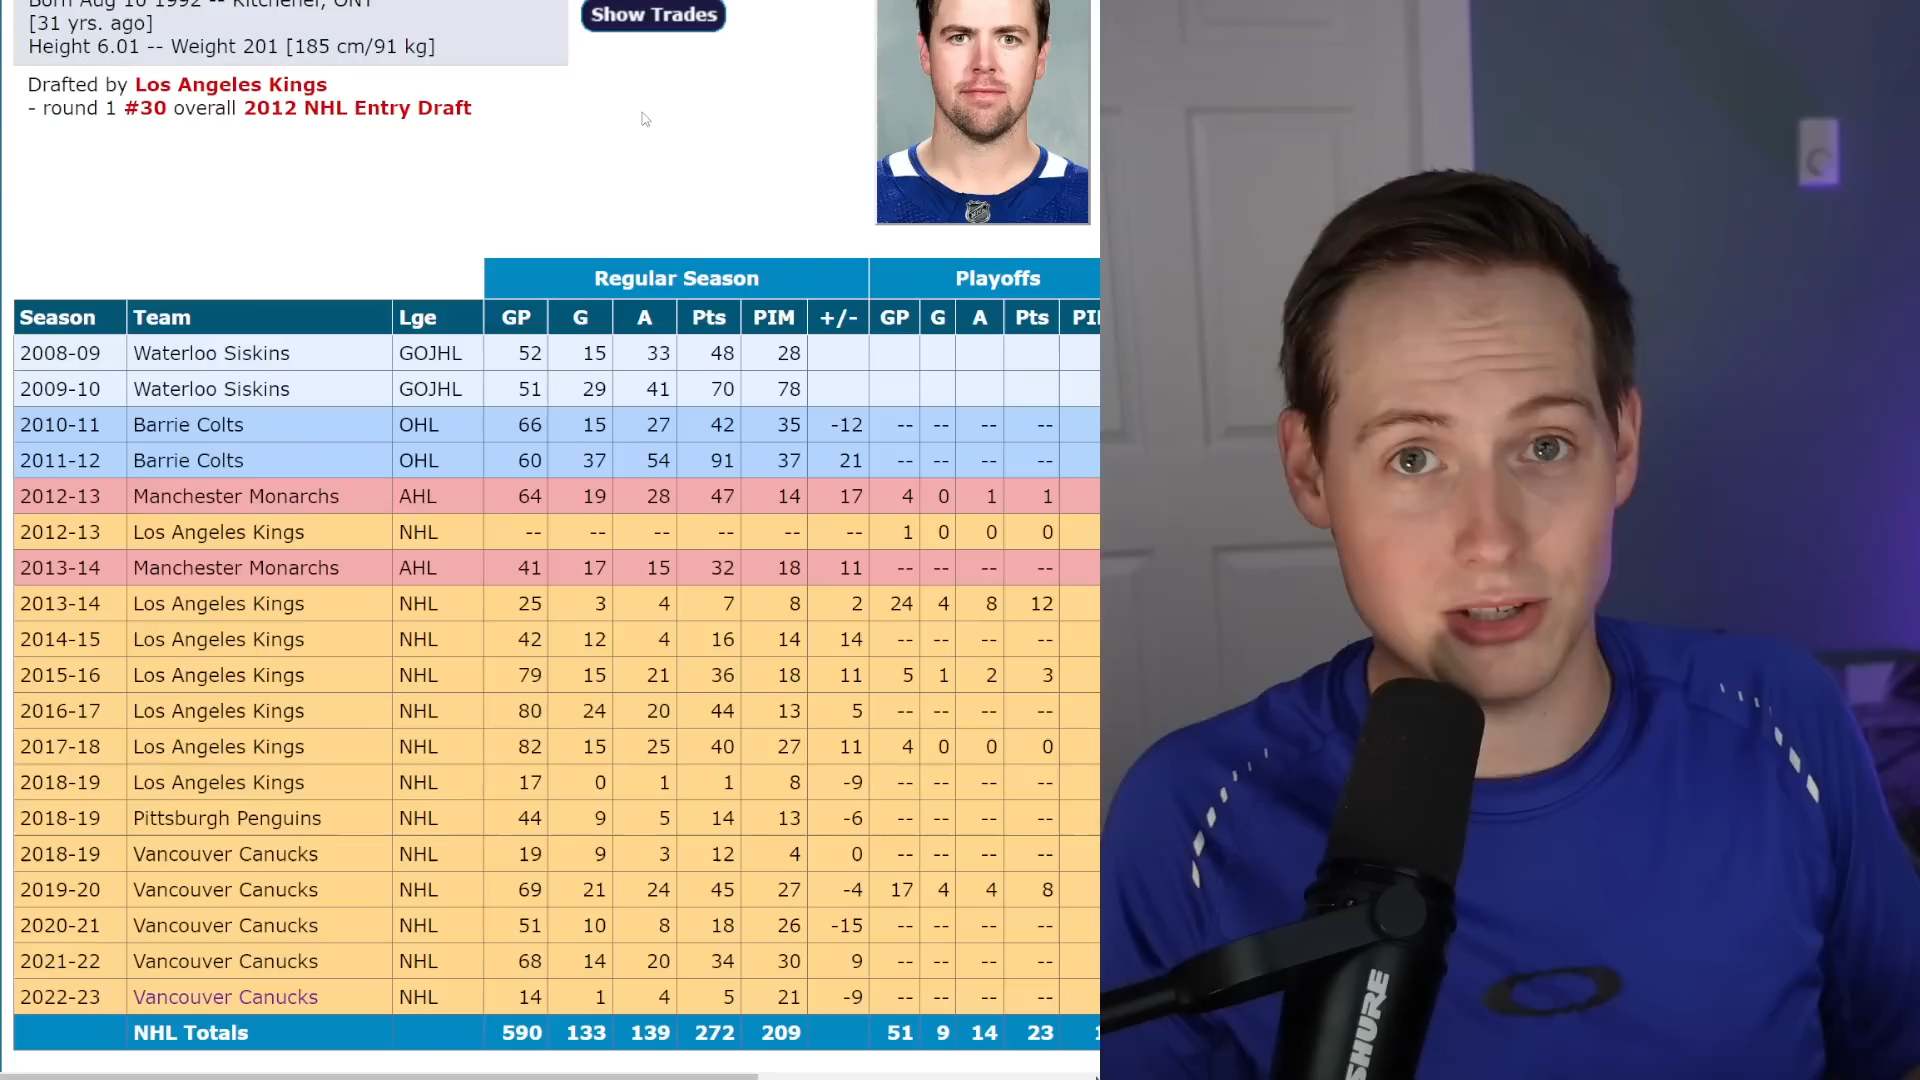 Born Aug 10 1992 -- Kitchener, ONT
[31 yrs. ago]
Height 6.01 -- Weight 201 [185 cm/91 kg]
Show Trades
Drafted by Los Angeles Kings
- round 1 #30 overall 2012 NHL Entry Draft
Regular Season Playoffs
Season Team Lge GP G A Pts PIM +/- GP G A Pts
2008-09 Waterloo Siskins GOJHL 52 15 33 48 28
2009-10 Waterloo Siskins GOJHL 51 29 41 70 78
2010-11 Barrie Colts OHL 66 15 27 42 35 -12 -- -- -- --
2011-12 Barrie Colts OHL 60 37 54 91 37 21 -- -- -- --
2012-13 Manchester Monarchs AHL 64 19 28 47 14 17 4 0 1 1
2012-13 Los Angeles Kings NHL -- -- -- -- -- -- 1 0 0 0
2013-14 Manchester Monarchs AHL 41 17 15 32 18 11 -- -- -- --
2013-14 Los Angeles Kings NHL 25 3 4 7 8 2 24 4 8 12
2014-15 Los Angeles Kings NHL 42 12 4 16 14 14 -- -- -- --
2015-16 Los Angeles Kings NHL 79 15 21 36 18 11 5 1 2 3
2016-17 Los Angeles Kings NHL 80 24 20 44 13 5 -- -- -- --
2017-18 Los Angeles Kings NHL 82 15 25 40 27 11 4 0 0 0
2018-19 Los Angeles Kings NHL 17 0 1 1 8 -9 -- -- -- --
2018-19 Pittsburgh Penguins NHL 44 9 5 14 13 -6 -- -- -- --
2018-19 Vancouver Canucks NHL 19 9 3 12 4 0 -- -- -- --
2019-20 Vancouver Canucks NHL 69 21 24 45 27 -4 17 4 4 8
2020-21 Vancouver Canucks NHL 51 10 8 18 26 -15 -- -- -- --
2021-22 Vancouver Canucks NHL 68 14 20 34 30 9 -- -- -- --
2022-23 Vancouver Canucks NHL 14 1 4 5 21 -9 -- -- -- --
NHL Totals 590 133 139 272 209 51 9 14 23
SHURE